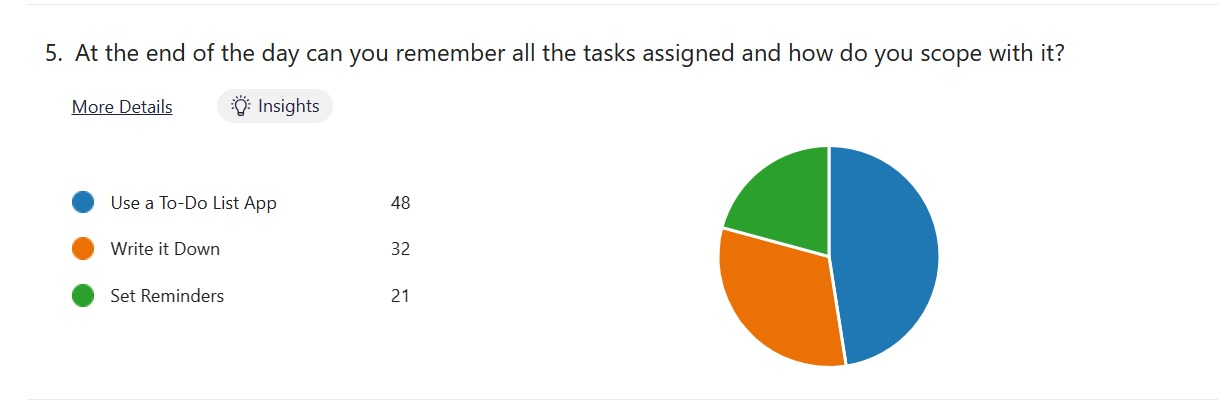 5. At the end of the day can you remember all the tasks assigned and how do you scope with it?
More Details Insights
Use a To-Do List App 48
Write it Down 32
Set Reminders 21